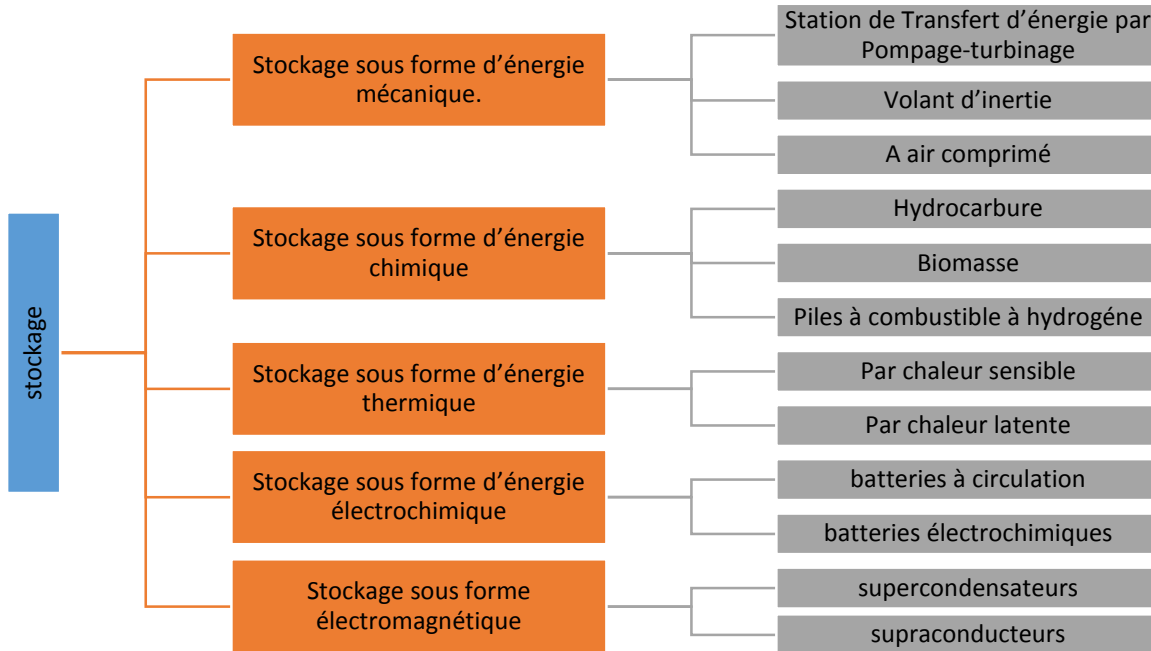 stockage
Stockage sous forme d’énergie
mécanique.
Station de Transfert d’énergie par
Pompage-turbinage
Volant d’inertie
A air comprimé
Stockage sous forme d’énergie
chimique
Hydrocarbure
Biomasse
Piles à combustible à hydrogéne
Stockage sous forme d’énergie
thermique
Par chaleur sensible
Par chaleur latente
Stockage sous forme d’énergie
électrochimique
batteries à circulation
batteries électrochimiques
Stockage sous forme
électromagnétique
supercondensateurs
supraconducteurs